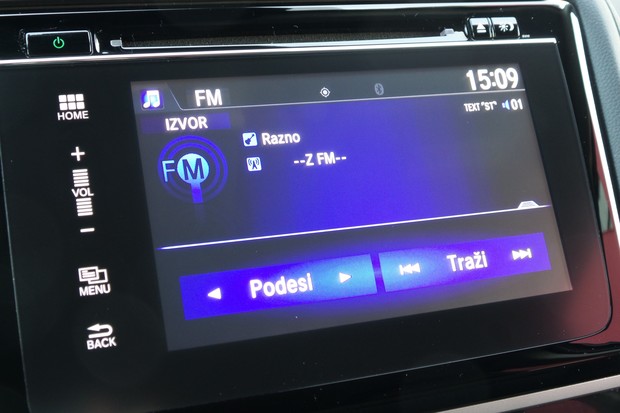 FM
15:09
TEXT "ST" 01
IZVOR
FM
Razno
--Z FM--
Podesi
Traži
HOME
+
VOL
-
MENU
BACK